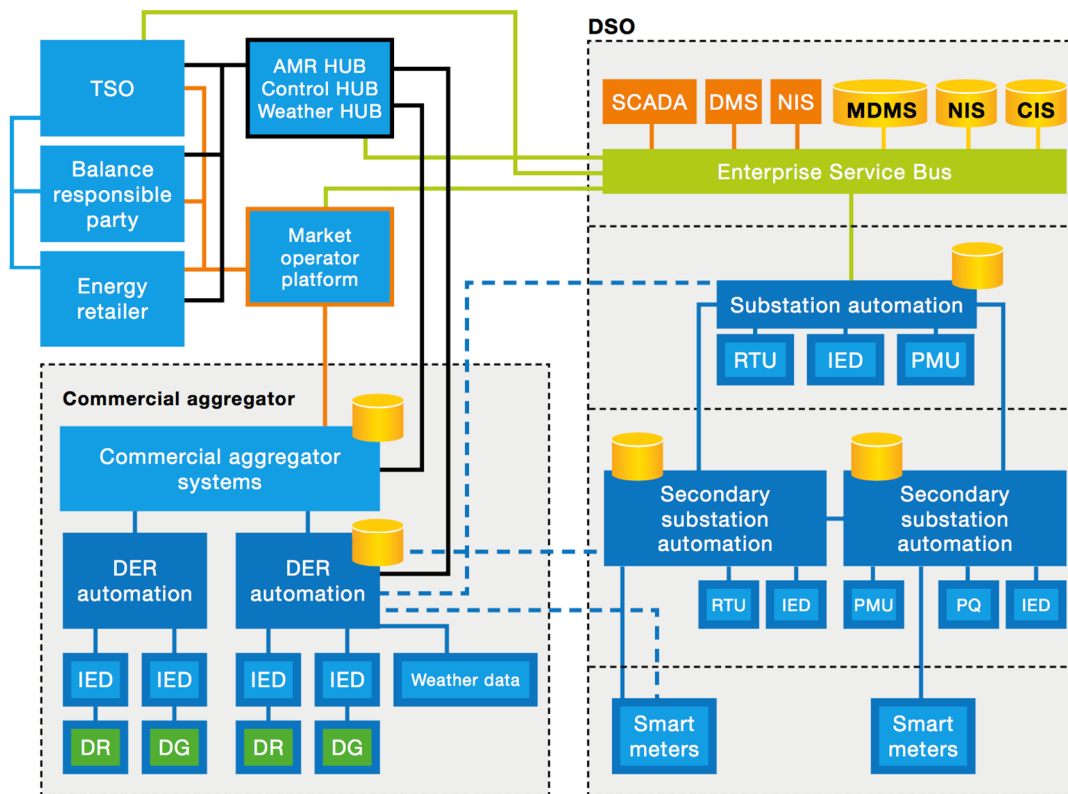 DSO
TSO
AMR HUB
Control HUB
Weather HUB
SCADA
DMS
NIS
MDMS
NIS
CIS
Enterprise Service Bus
Balance
responsible
party
Market
operator
platform
Energy
retailer
Substation automation
RTU
IED
PMU
Commercial aggregator
Commercial aggregator
systems
Secondary
substation
automation
Secondary
substation
automation
DER
automation
DER
automation
RTU
IED
PMU
PQ
IED
IED
IED
IED
IED
Weather data
DR
DG
DR
DG
Smart
meters
Smart
meters